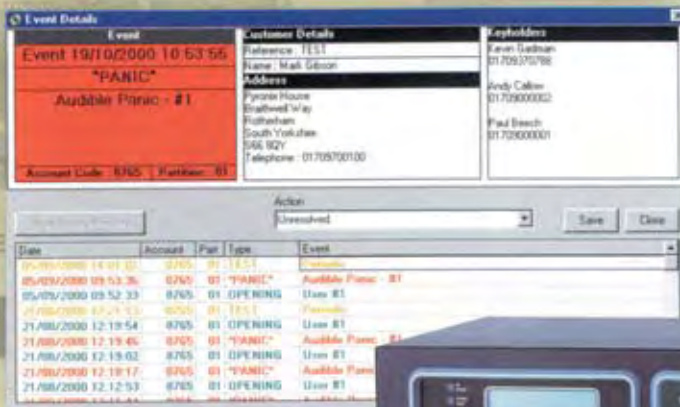 Event Details
Event
Event 19/10/2000 10:53:56
"PANIC"
Audible Panic - #1
Account Code : 8765 Partition : 01
Customer Details
Reference : TEST
Name : Mark Gibson
Address
Pyronix House
Braithwell Way
Rotherham
South Yorkshire
S66 8QY
Telephone : 01709700100
Keyholders
Kevin Gadman
01709370788
Andy Callow
01709000002
Paul Beech
01709000001
Action
Unresolved
Save Close
Date Account Part Type Event
05/09/2000 14:01:02 8765 01 TEST Periodic
05/09/2000 09:53:36 8765 01 "PANIC" Audible Panic - #1
05/09/2000 09:52:33 8765 01 OPENING User #1
8765 01 TEST Periodic
21/08/2000 12:19:54 8765 01 OPENING User #1
21/08/2000 12:19:46 8765 01 "PANIC" Audible Panic - #1
21/08/2000 12:19:02 8765 01 OPENING User #1
21/08/2000 12:18:17 8765 01 "PANIC" Audible Panic
21/08/2000 12:12:53 8765 01 OPENING User #1